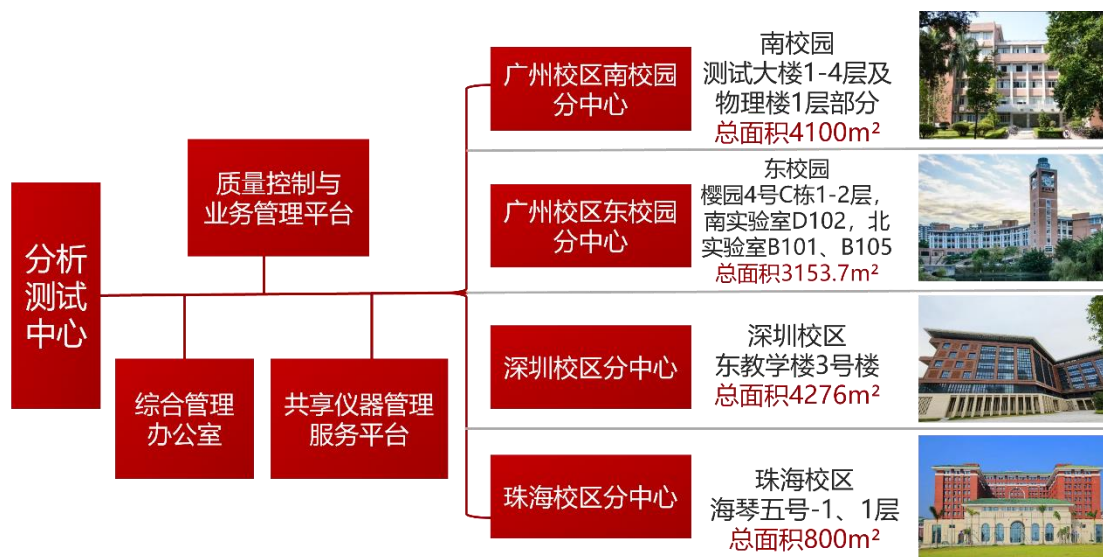 分析
测试
中心
质量控制与
业务管理平台
综合管理
办公室
共享仪器管理
服务平台
广州校区南校园
分中心
南校园
测试大楼1-4层及
物理楼1层部分
总面积4100m²
广州校区东校园
分中心
东校园
樱园4号C栋1-2层，
南实验室D102，北
实验室B101、B105
总面积3153.7m²
深圳校区分中心
深圳校区
东教学楼3号楼
总面积4276m²
珠海校区分中心
珠海校区
海琴五号-1、1层
总面积800m²